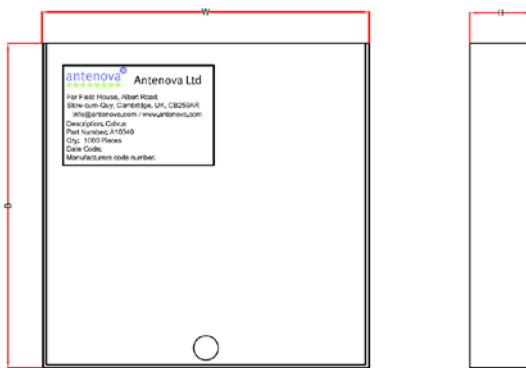 W
H
D
antenova Antenova Ltd
Far Field House, Albert Road,
Stow-cum-Quy, Cambridge, UK, CB259AR
info@antenova.com / www.antenova.com
Description; Calvus
Part Number; A10340
Qty; 1000 Pieces
Date Code;
Manufacturers code number;